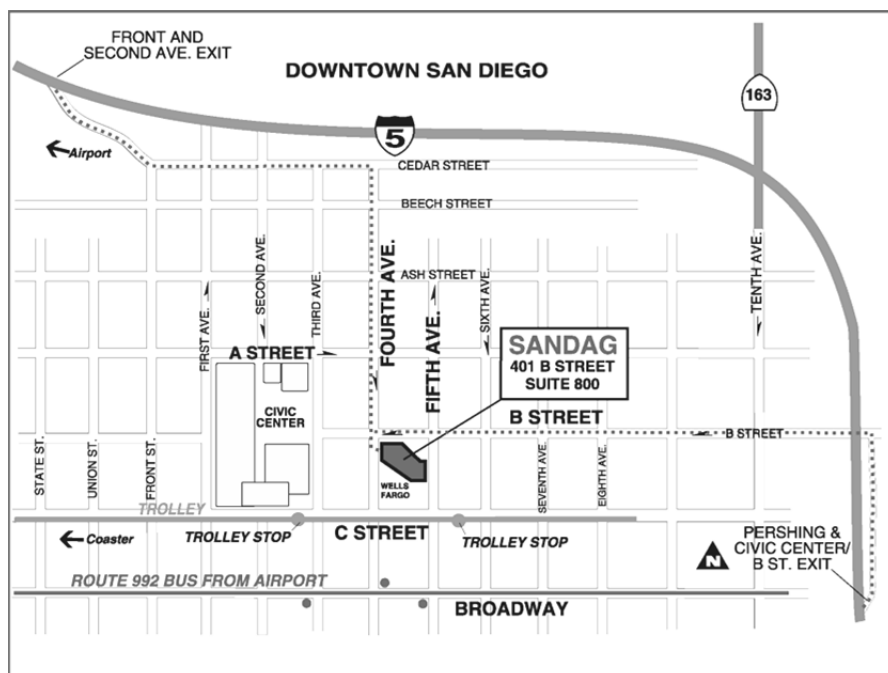 FRONT AND
SECOND AVE. EXIT
DOWNTOWN SAN DIEGO
163
5
Airport
CEDAR STREET
BEECH STREET
ASH STREET
FIRST AVE.
SECOND AVE.
THIRD AVE.
FOURTH AVE.
FIFTH AVE.
SIXTH AVE.
TENTH AVE.
A STREET
SANDAG
401 B STREET
SUITE 800
CIVIC
CENTER
B STREET
B STREET
STATE ST.
UNION ST.
FRONT ST.
WELLS
FARGO
SEVENTH AVE.
EIGHTH AVE.
TROLLEY
Coaster
TROLLEY STOP
C STREET
TROLLEY STOP
PERSHING &
CIVIC CENTER/
B ST. EXIT
N
ROUTE 992 BUS FROM AIRPORT
BROADWAY